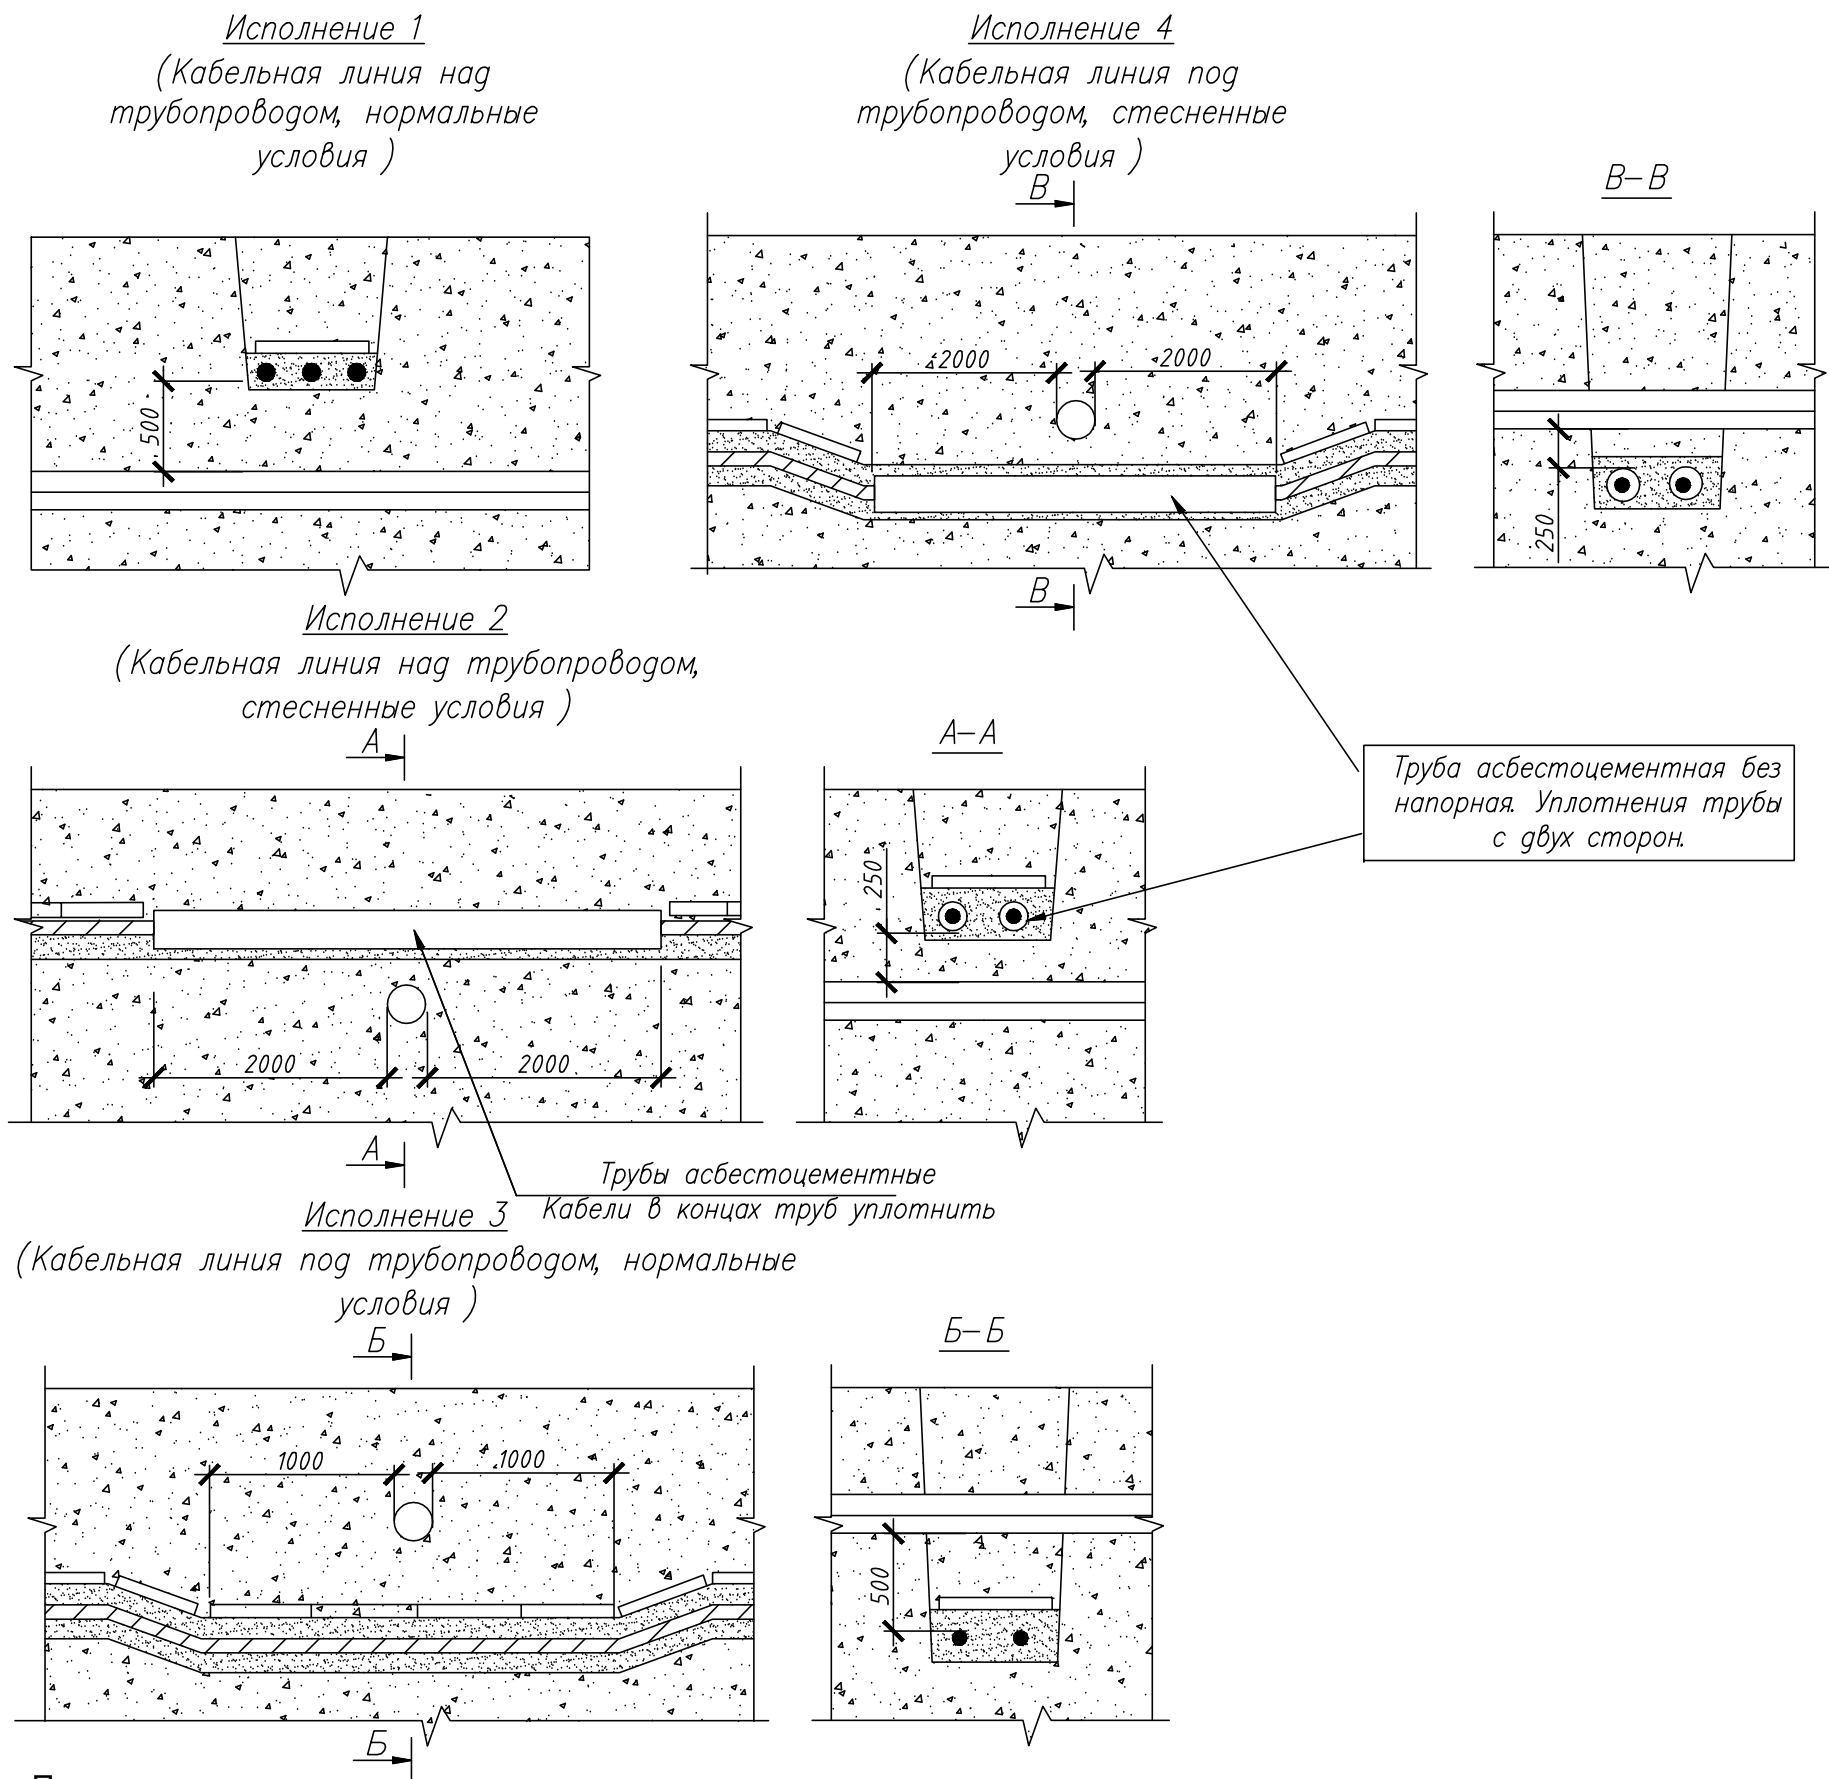 Исполнение 1
(Кабельная линия над
трубопроводом, нормальные
условия )
500
Исполнение 4
(Кабельная линия под
трубопроводом, стесненные
условия )
В
2000
2000
В
В-В
250
Исполнение 2
(Кабельная линия над трубопроводом,
стесненные условия )
А
2000
2000
А
А-А
250
Труба асбестоцементная без
напорная. Уплотнения трубы
с двух сторон.
Трубы асбестоцементные
Кабели в концах труб уплотнить
Исполнение 3
(Кабельная линия под трубопроводом, нормальные
условия )
Б
1000
1000
Б
Б-Б
500